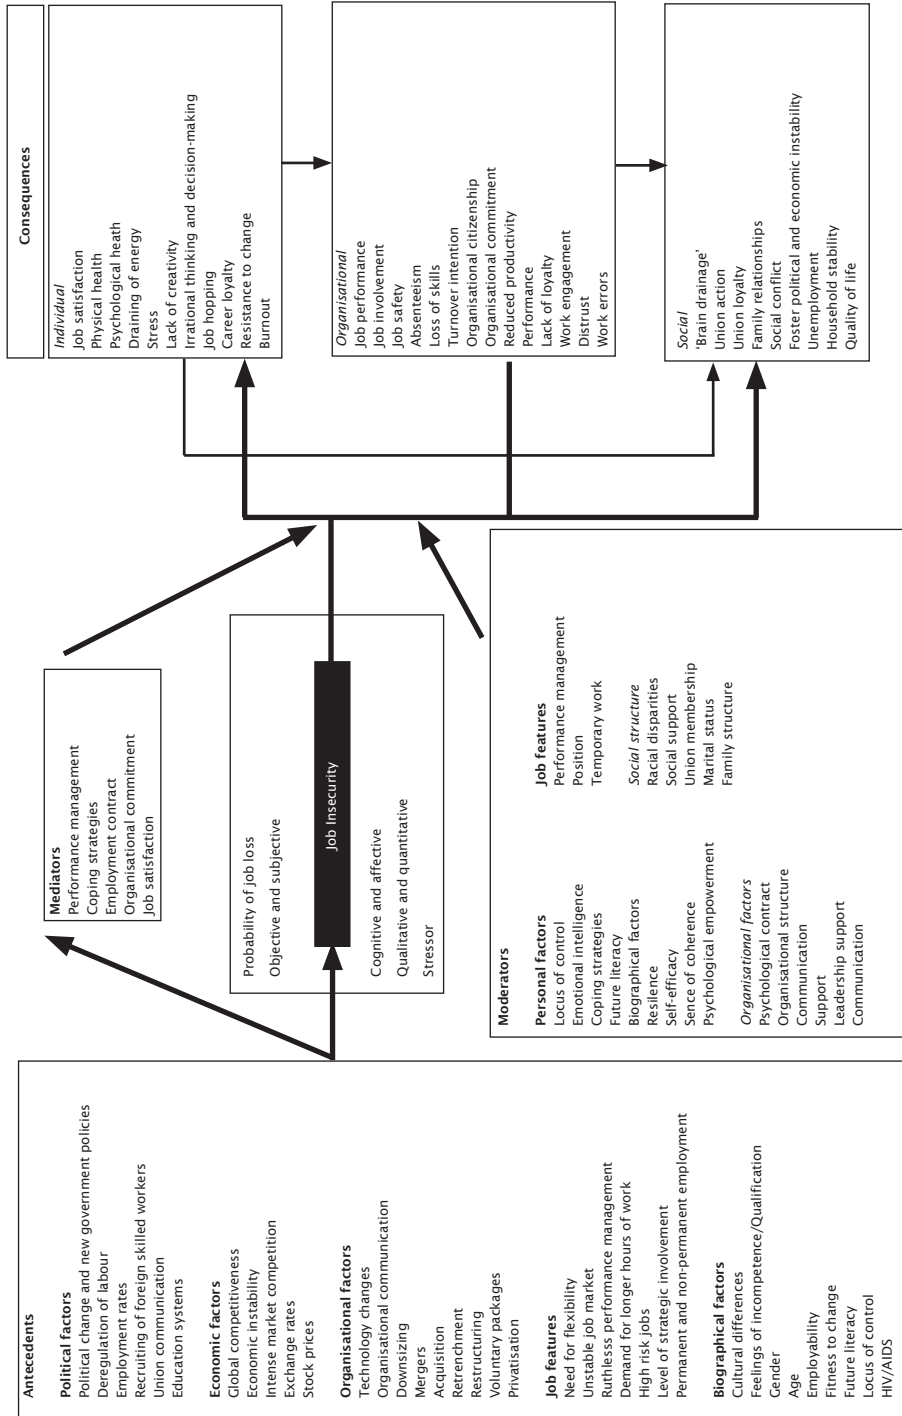 Antecedents
Political factors
Political change and new government policies
Deregulation of labour
Employment rates
Recruiting of foreign skilled workers
Union communication
Education systems
Economic factors
Global competitiveness
Economic instability
Intense market competition
Exchange rates
Stock prices
Organisational factors
Technology changes
Organisational communication
Downsizing
Mergers
Acquisition
Retrenchment
Restructuring
Voluntary packages
Privatisation
Job features
Need for flexibility
Unstable job market
Ruthlesss performance management
Demand for longer hours of work
High risk jobs
Level of strategic involvement
Permanent and non-permanent employment
Biographical factors
Cultural differences
Feelings of incompetence/Qualification
Gender
Age
Employability
Fitness to change
Future literacy
Locus of control
HIV/AIDS
Mediators
Performance management
Coping strategies
Employment contract
Organisational commitment
Job satisfaction
Probability of job loss
Objective and subjective
Job Insecurity
Cognitive and affective
Qualitative and quantitative
Stressor
Moderators
Personal factors
Locus of control
Emotional intelligence
Coping strategies
Future literacy
Biographical factors
Resilence
Self-efficacy
Sence of coherence
Psychological empowerment
Organisational factors
Psychological contract
Organisational structure
Communication
Support
Leadership support
Communication
Job features
Performance management
Position
Temporary work
Social structure
Racial disparities
Social support
Union membership
Marital status
Family structure
Consequences
Individual
Job satisfaction
Physical health
Psychological heath
Draining of energy
Stress
Lack of creativity
Irrational thinking and decision-making
Job hopping
Career loyalty
Resistance to change
Burnout
Organisational
Job performance
Job involvement
Job safety
Absenteeism
Loss of skills
Turnover intention
Organisational citizenship
Organisational commitment
Reduced productivity
Performance
Lack of loyalty
Work engagement
Distrust
Work errors
Social
'Brain drainage'
Union action
Union loyalty
Family relationships
Social conflict
Foster political and economic instability
Unemployment
Household stability
Quality of life